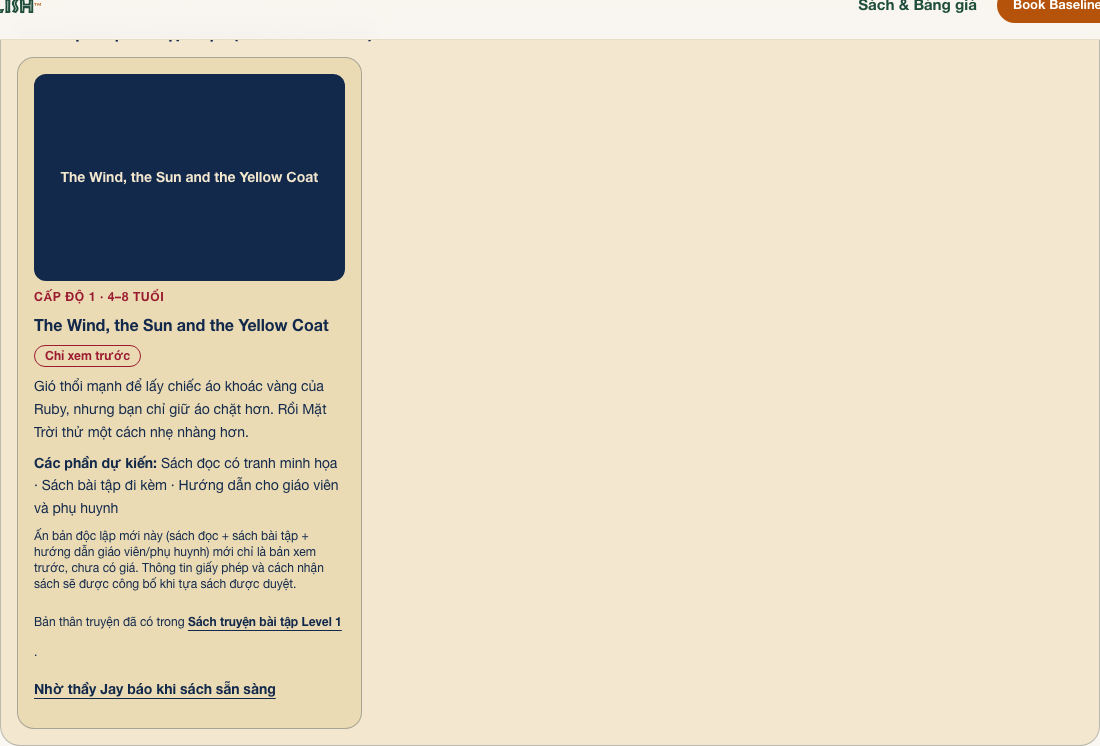 LISH™
Sách & Bảng giá
Book Baseline
The Wind, the Sun and the Yellow Coat
CẤP ĐỘ 1 · 4–8 TUỔI
The Wind, the Sun and the Yellow Coat
Chỉ xem trước
Gió thổi mạnh để lấy chiếc áo khoác vàng của
Ruby, nhưng bạn chỉ giữ áo chặt hơn. Rồi Mặt
Trời thử một cách nhẹ nhàng hơn.
Các phần dự kiến: Sách đọc có tranh minh họa
· Sách bài tập đi kèm · Hướng dẫn cho giáo viên
và phụ huynh
Ấn bản độc lập mới này (sách đọc + sách bài tập +
hướng dẫn giáo viên/phụ huynh) mới chỉ là bản xem
trước, chưa có giá. Thông tin giấy phép và cách nhận
sách sẽ được công bố khi tựa sách được duyệt.
Bản thân truyện đã có trong Sách truyện bài tập Level 1
.
Nhờ thầy Jay báo khi sách sẵn sàng